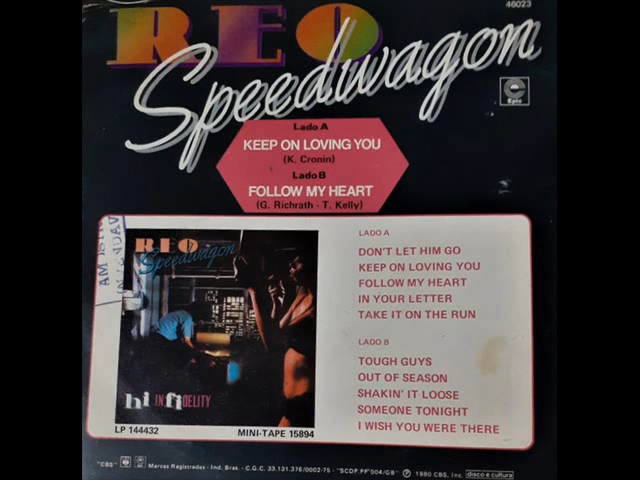 46023
REO
Speedwagon
Epic
Lado A
KEEP ON LOVING YOU
(K. Cronin)
Lado B
FOLLOW MY HEART
(G. Richrath - T. Kelly)
REO
Speedwagon
hi INfiDELITY
LP 144432
MINI-TAPE 15894
LADO A
DON'T LET HIM GO
KEEP ON LOVING YOU
FOLLOW MY HEART
IN YOUR LETTER
TAKE IT ON THE RUN
LADO B
TOUGH GUYS
OUT OF SEASON
SHAKIN' IT LOOSE
SOMEONE TONIGHT
I WISH YOU WERE THERE
"CBS" Marcas Registradas - Ind. Bras. - C.G.C. 33.131.376/0002-75 - "SCDP.PF 004/GB" Ⓟ 1980 CBS, Inc. disco é cultura